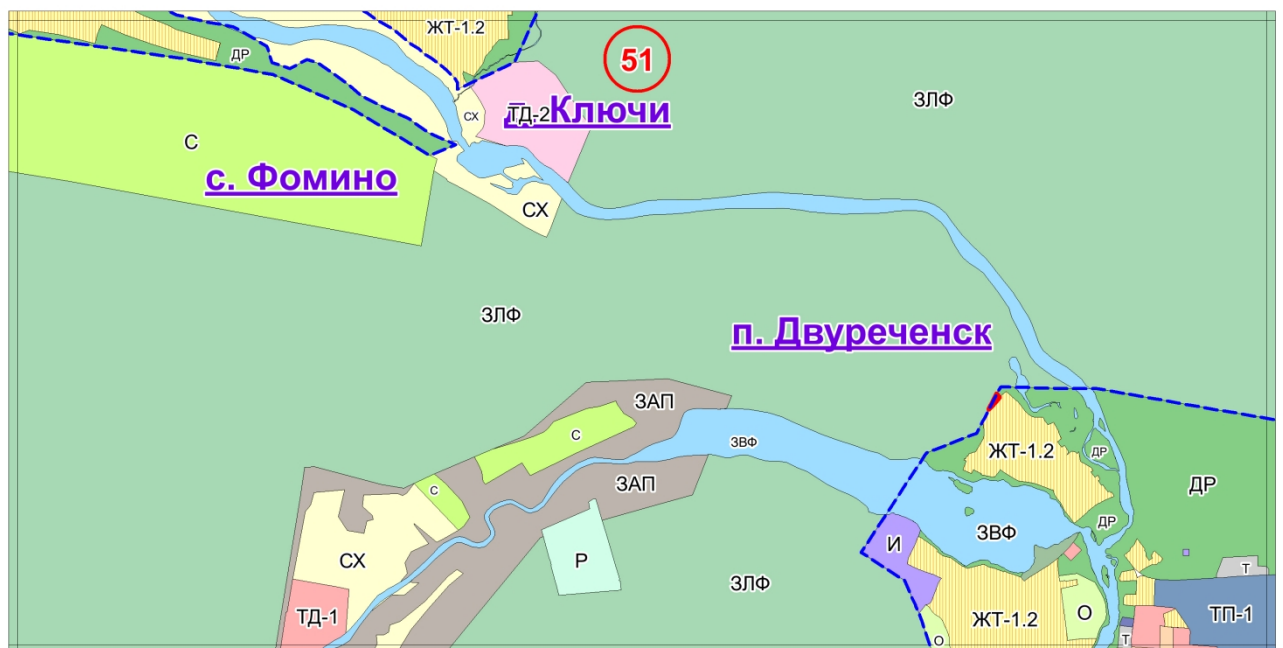 ЖТ-1.2
51
ДР
ЗЛФ
СХ
ТД-2
д. Ключи
С
с. Фомино
СХ
ЗЛФ
п. Двуреченск
ЗАП
С
ЗВФ
ЖТ-1.2
ДР
ЗАП
С
ДР
ДР
ЗВФ
И
СХ
Р
ЗЛФ
Т
О
ТД-1
ЖТ-1.2
ТП-1
О
Т